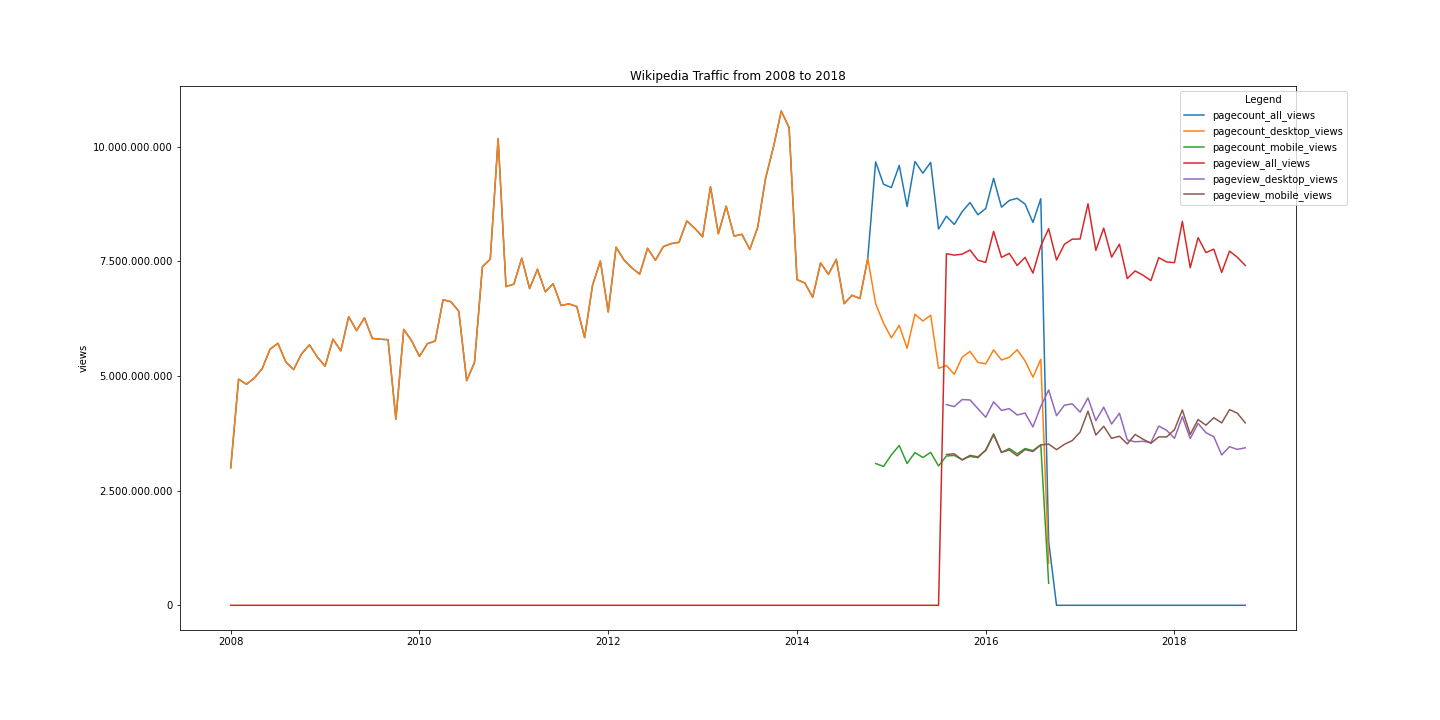 Wikipedia Traffic from 2008 to 2018
Legend
pagecount_all_views
pagecount_desktop_views
pagecount_mobile_views
pageview_all_views
pageview_desktop_views
pageview_mobile_views
views
10.000.000.000
7.500.000.000
5.000.000.000
2.500.000.000
0
2008
2010
2012
2014
2016
2018